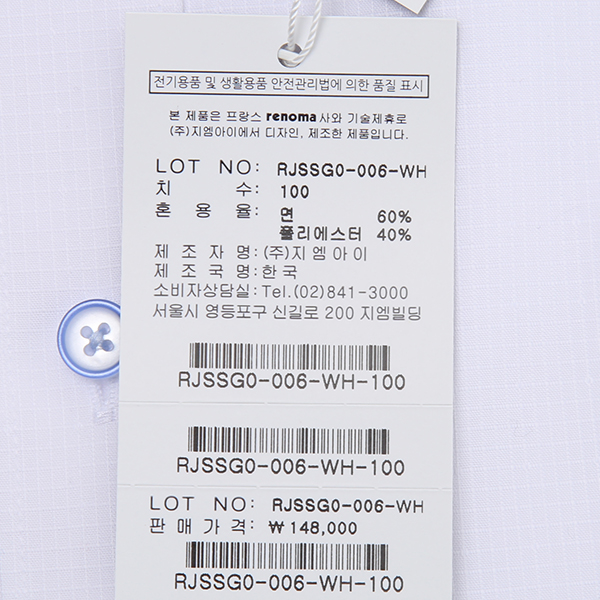 전기용품 및 생활용품 안전관리법에 의한 품질 표시
본 제품은 프랑스 renoma사와 기술제휴로
(주)지엠아이에서 디자인, 제조한 제품입니다.
LOT NO: RJSSG0-006-WH
치 수: 100
혼 용 율: 면 60%
폴리에스터 40%
제 조 자 명:(주)지 엠 아 이
제 조 국 명:한 국
소비자상담실:Tel.(02)841-3000
서울시 영등포구 신길로 200 지엠빌딩
RJSSG0-006-WH-100
RJSSG0-006-WH-100
LOT NO: RJSSG0-006-WH
판 매 가 격: ₩ 148,000
RJSSG0-006-WH-100